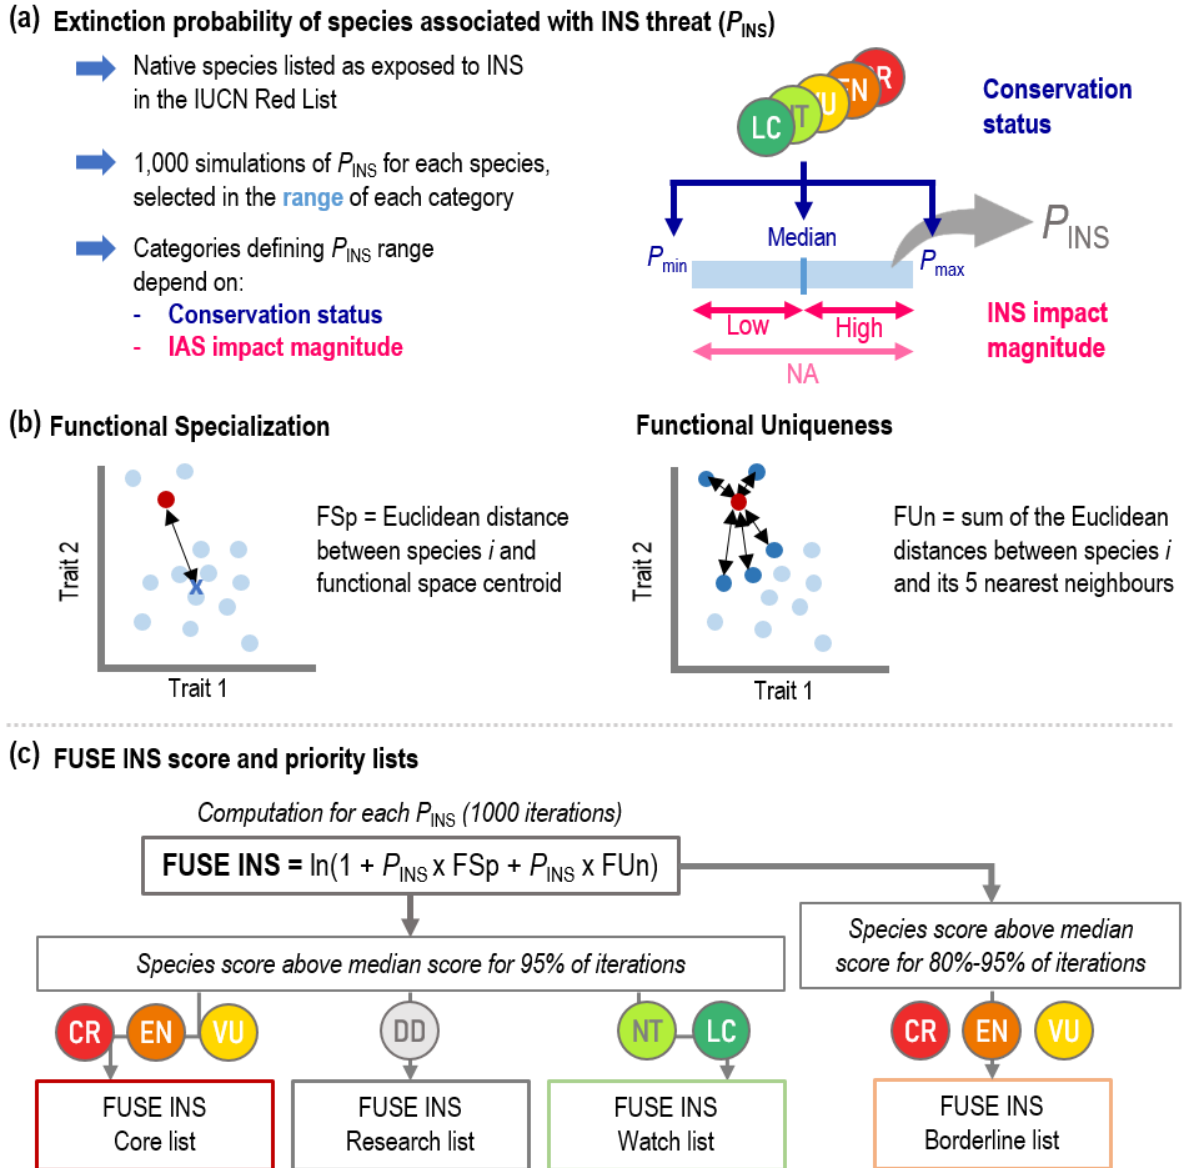 (a) Extinction probability of species associated with INS threat (PINS)
Native species listed as exposed to INS
in the IUCN Red List
1,000 simulations of PINS for each species,
selected in the range of each category
Categories defining PINS range
depend on:
- Conservation status
- IAS impact magnitude
LC
NT
VU
EN
CR
Conservation
status
Pmin
Median
Pmax
PINS
Low
High
NA
INS impact
magnitude
(b) Functional Specialization
Trait 2
X
Trait 1
FSp = Euclidean distance
between species i and
functional space centroid
Functional Uniqueness
Trait 2
Trait 1
FUn = sum of the Euclidean
distances between species i
and its 5 nearest neighbours
(c) FUSE INS score and priority lists
Computation for each PINS (1000 iterations)
FUSE INS = ln(1 + PINS x FSp + PINS x FUn)
Species score above median score for 95% of iterations
Species score above median
score for 80%-95% of iterations
CR
EN
VU
DD
NT
LC
CR
EN
VU
FUSE INS
Core list
FUSE INS
Research list
FUSE INS
Watch list
FUSE INS
Borderline list